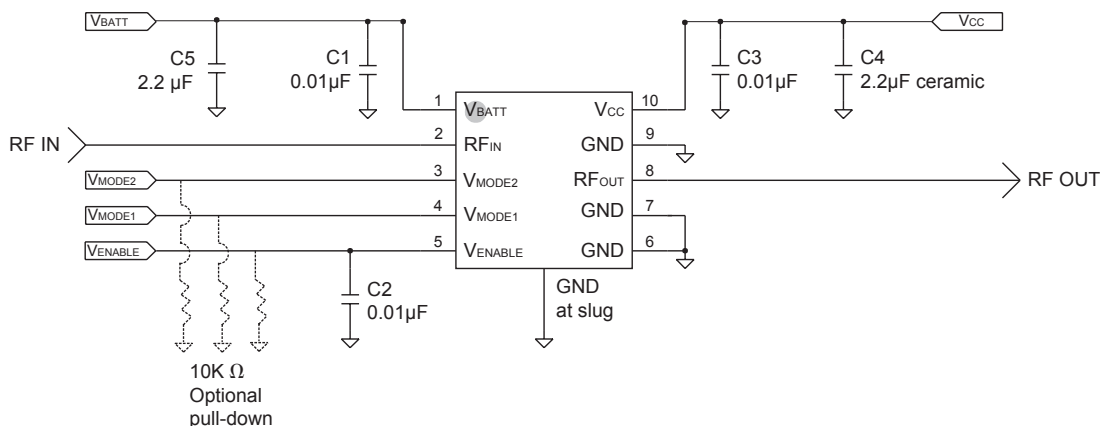 VBATT
VCC
C5
2.2 µF
C1
0.01µF
C3
0.01µF
C4
2.2µF ceramic
1
VBATT
VCC
10
RF IN
2
RFIN
GND
9
VMODE2
3
VMODE2
RFOUT
8
RF OUT
VMODE1
4
VMODE1
GND
7
VENABLE
5
VENABLE
GND
6
C2
0.01µF
GND
at slug
10K Ω
Optional
pull-down